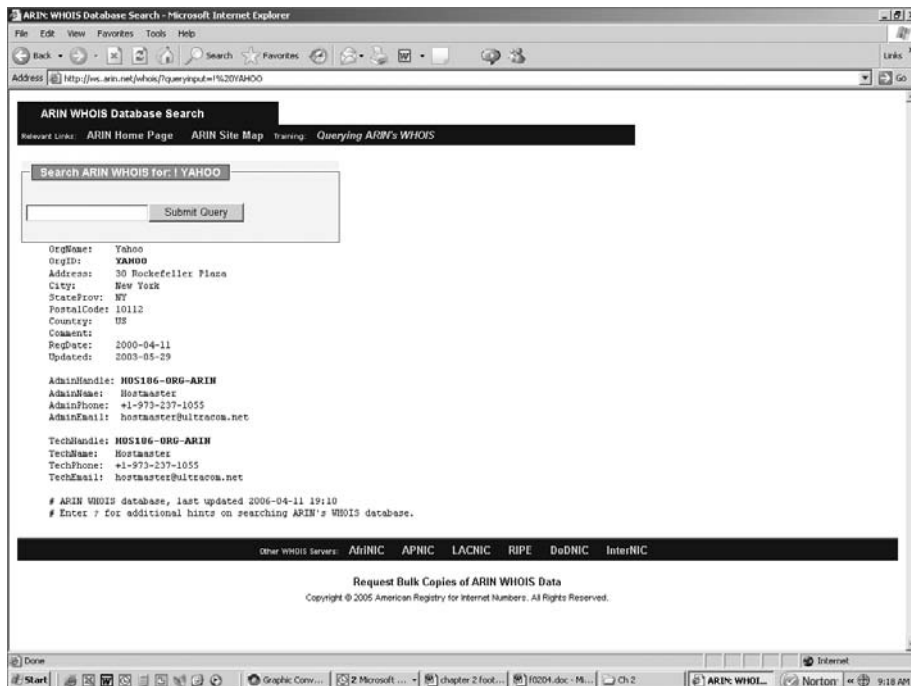 ARIN: WHOIS Database Search - Microsoft Internet Explorer
File Edit View Favorites Tools Help
Back Search Favorites
Links
Address http://ws.arin.net/whois/?queryinput=!%20YAHOO Go
ARIN WHOIS Database Search
Relevant Links: ARIN Home Page ARIN Site Map Training: Querying ARIN's WHOIS
Search ARIN WHOIS for: ! YAHOO
Submit Query
OrgName: Yahoo
OrgID: YAHOO
Address: 30 Rockefeller Plaza
City: New York
StateProv: NY
PostalCode: 10112
Country: US
Comment:
RegDate: 2000-04-11
Updated: 2003-05-29
AdminHandle: HOS186-ORG-ARIN
AdminName: Hostmaster
AdminPhone: +1-973-237-1055
AdminEmail: hostmaster@ultracom.net
TechHandle: HOS186-ORG-ARIN
TechName: Hostmaster
TechPhone: +1-973-237-1055
TechEmail: hostmaster@ultracom.net
# ARIN WHOIS database, last updated 2006-04-11 19:10
# Enter ? for additional hints on searching ARIN's WHOIS database.
Other WHOIS Servers: AfriNIC APNIC LACNIC RIPE DoDNIC InterNIC
Request Bulk Copies of ARIN WHOIS Data
Copyright © 2005 American Registry for Internet Numbers. All Rights Reserved.
Done Internet
Start Graphic Conv... 2 Microsoft ... chapter 2 foot... f0204.doc - Mi... Ch 2 ARIN: WHOI... Norton 9:18 AM